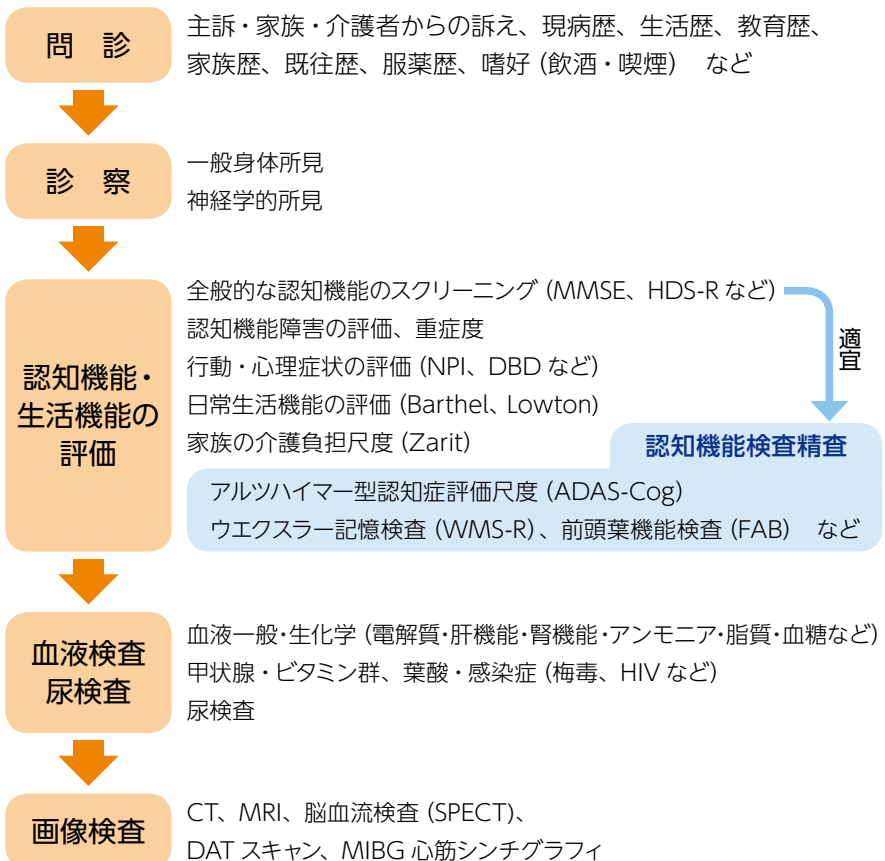 問　診
主訴・家族・介護者からの訴え、現病歴、生活歴、教育歴、
家族歴、既往歴、服薬歴、嗜好（飲酒・喫煙）　など
診　察
一般身体所見
神経学的所見
認知機能・
生活機能の
評価
全般的な認知機能のスクリーニング（MMSE、HDS-R など）
認知機能障害の評価、重症度
行動・心理症状の評価（NPI、DBD など）
日常生活機能の評価（Barthel、Lowton）
家族の介護負担尺度（Zarit）
適宜
認知機能検査精査
アルツハイマー型認知症評価尺度（ADAS-Cog）
ウエクスラー記憶検査（WMS-R）、前頭葉機能検査（FAB）　など
血液検査
尿検査
血液一般・生化学（電解質・肝機能・腎機能・アンモニア・脂質・血糖など）
甲状腺・ビタミン群、葉酸・感染症（梅毒、HIV など）
尿検査
画像検査
CT、MRI、脳血流検査（SPECT）、
DAT スキャン、MIBG 心筋シンチグラフィ